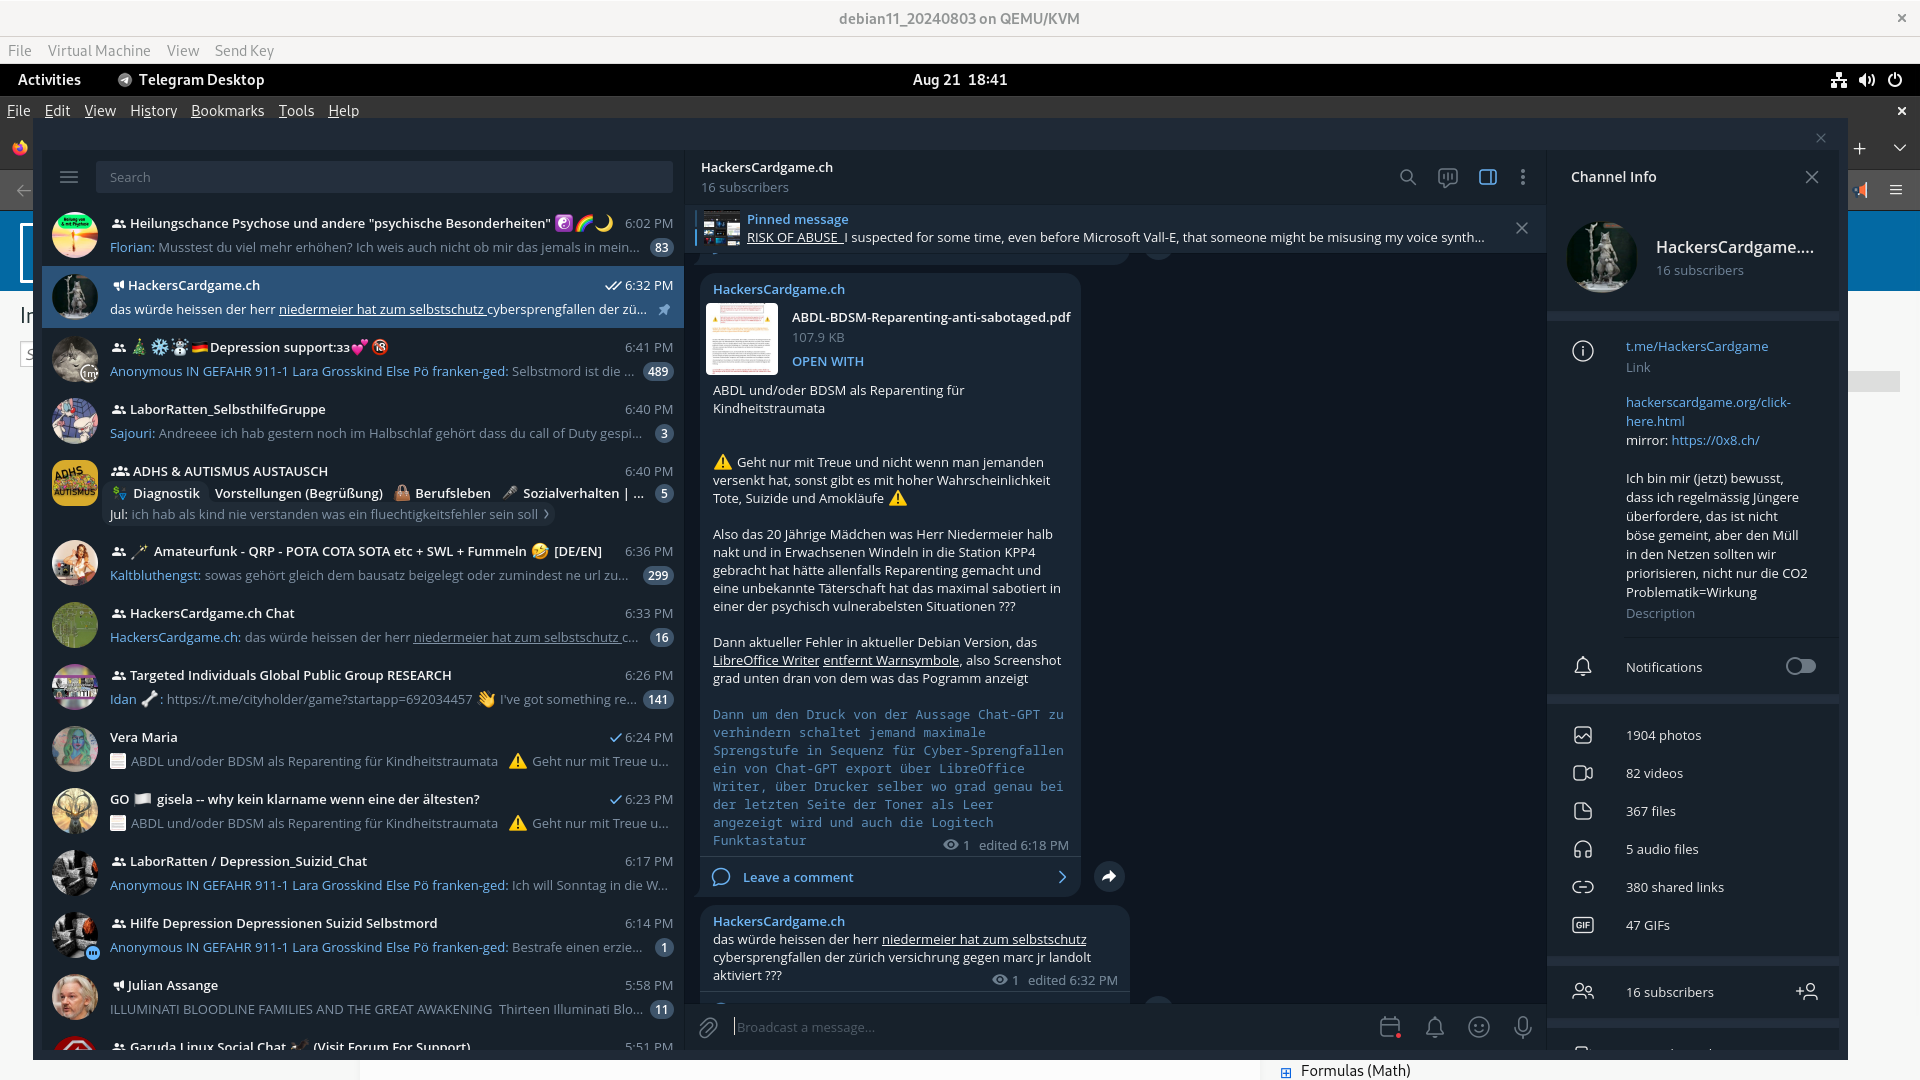 debian11_20240803 on QEMU/KVM
File Virtual Machine View Send Key
Activities Telegram Desktop Aug 21 18:41
File Edit View History Bookmarks Tools Help
Search
Heilungschance Psychose und andere "psychische Besonderheiten" 6:02 PM
Florian: Musstest du viel mehr erhöhen? Ich weis auch nicht ob mir das jemals in mein... 83
HackersCardgame.ch 6:32 PM
das würde heissen der herr niedermeier hat zum selbstschutz cybersprengfallen der zü...
Depression support:зз 6:41 PM
Anonymous IN GEFAHR 911-1 Lara Grosskind Else Pö franken-ged: Selbstmord ist die ... 489
LaborRatten_SelbsthilfeGruppe 6:40 PM
Sajouri: Andreeee ich hab gestern noch im Halbschlaf gehört dass du call of Duty gespi... 3
ADHS & AUTISMUS AUSTAUSCH 6:40 PM
Diagnostik Vorstellungen (Begrüßung) Berufsleben Sozialverhalten | ... 5
Jul: ich hab als kind nie verstanden was ein fluechtigkeitsfehler sein soll
Amateurfunk - QRP - POTA COTA SOTA etc + SWL + Fummeln [DE/EN] 6:36 PM
Kaltbluthengst: sowas gehört gleich dem bausatz beigelegt oder zumindest ne url zu... 299
HackersCardgame.ch Chat 6:33 PM
HackersCardgame.ch: das würde heissen der herr niedermeier hat zum selbstschutz c... 16
Targeted Individuals Global Public Group RESEARCH 6:26 PM
Idan : https://t.me/cityholder/game?startapp=692034457 I've got something re... 141
Vera Maria 6:24 PM
ABDL und/oder BDSM als Reparenting für Kindheitstraumata Geht nur mit Treue u...
GO gisela -- why kein klarname wenn eine der ältesten? 6:23 PM
ABDL und/oder BDSM als Reparenting für Kindheitstraumata Geht nur mit Treue u...
LaborRatten / Depression_Suizid_Chat 6:17 PM
Anonymous IN GEFAHR 911-1 Lara Grosskind Else Pö franken-ged: Ich will Sonntag in die W...
Hilfe Depression Depressionen Suizid Selbstmord 6:14 PM
Anonymous IN GEFAHR 911-1 Lara Grosskind Else Pö franken-ged: Bestrafe einen erzie... 1
Julian Assange 5:58 PM
ILLUMINATI BLOODLINE FAMILIES AND THE GREAT AWAKENING Thirteen Illuminati Blo... 11
Garuda Linux Social Chat (Visit Forum For Support) 5:51 PM
HackersCardgame.ch
16 subscribers
Pinned message
RISK OF ABUSE I suspected for some time, even before Microsoft Vall-E, that someone might be misusing my voice synth...
HackersCardgame.ch
ABDL-BDSM-Reparenting-anti-sabotaged.pdf
107.9 KB
OPEN WITH
ABDL und/oder BDSM als Reparenting für
Kindheitstraumata
Geht nur mit Treue und nicht wenn man jemanden
versenkt hat, sonst gibt es mit hoher Wahrscheinlichkeit
Tote, Suizide und Amokläufe
Also das 20 Jährige Mädchen was Herr Niedermeier halb
nakt und in Erwachsenen Windeln in die Station KPP4
gebracht hat hätte allenfalls Reparenting gemacht und
eine unbekannte Täterschaft hat das maximal sabotiert in
einer der psychisch vulnerabelsten Situationen ???
Dann aktueller Fehler in aktueller Debian Version, das
LibreOffice Writer entfernt Warnsymbole, also Screenshot
grad unten dran von dem was das Pogramm anzeigt
Dann um den Druck von der Aussage Chat-GPT zu
verhindern schaltet jemand maximale
Sprengstufe in Sequenz für Cyber-Sprengfallen
ein von Chat-GPT export über LibreOffice
Writer, über Drucker selber wo grad genau bei
der letzten Seite der Toner als Leer
angezeigt wird und auch die Logitech
Funktastatur
1 edited 6:18 PM
Leave a comment
HackersCardgame.ch
das würde heissen der herr niedermeier hat zum selbstschutz
cybersprengfallen der zürich versichrung gegen marc jr landolt
aktiviert ???
1 edited 6:32 PM
Broadcast a message...
Channel Info
HackersCardgame....
16 subscribers
t.me/HackersCardgame
Link
hackerscardgame.org/click-
here.html
mirror: https://0x8.ch/
Ich bin mir (jetzt) bewusst,
dass ich regelmässig Jüngere
überfordere, das ist nicht
böse gemeint, aber den Müll
in den Netzen sollten wir
priorisieren, nicht nur die CO2
Problematik=Wirkung
Description
Notifications
1904 photos
82 videos
367 files
5 audio files
380 shared links
GIF 47 GIFs
16 subscribers
Formulas (Math)